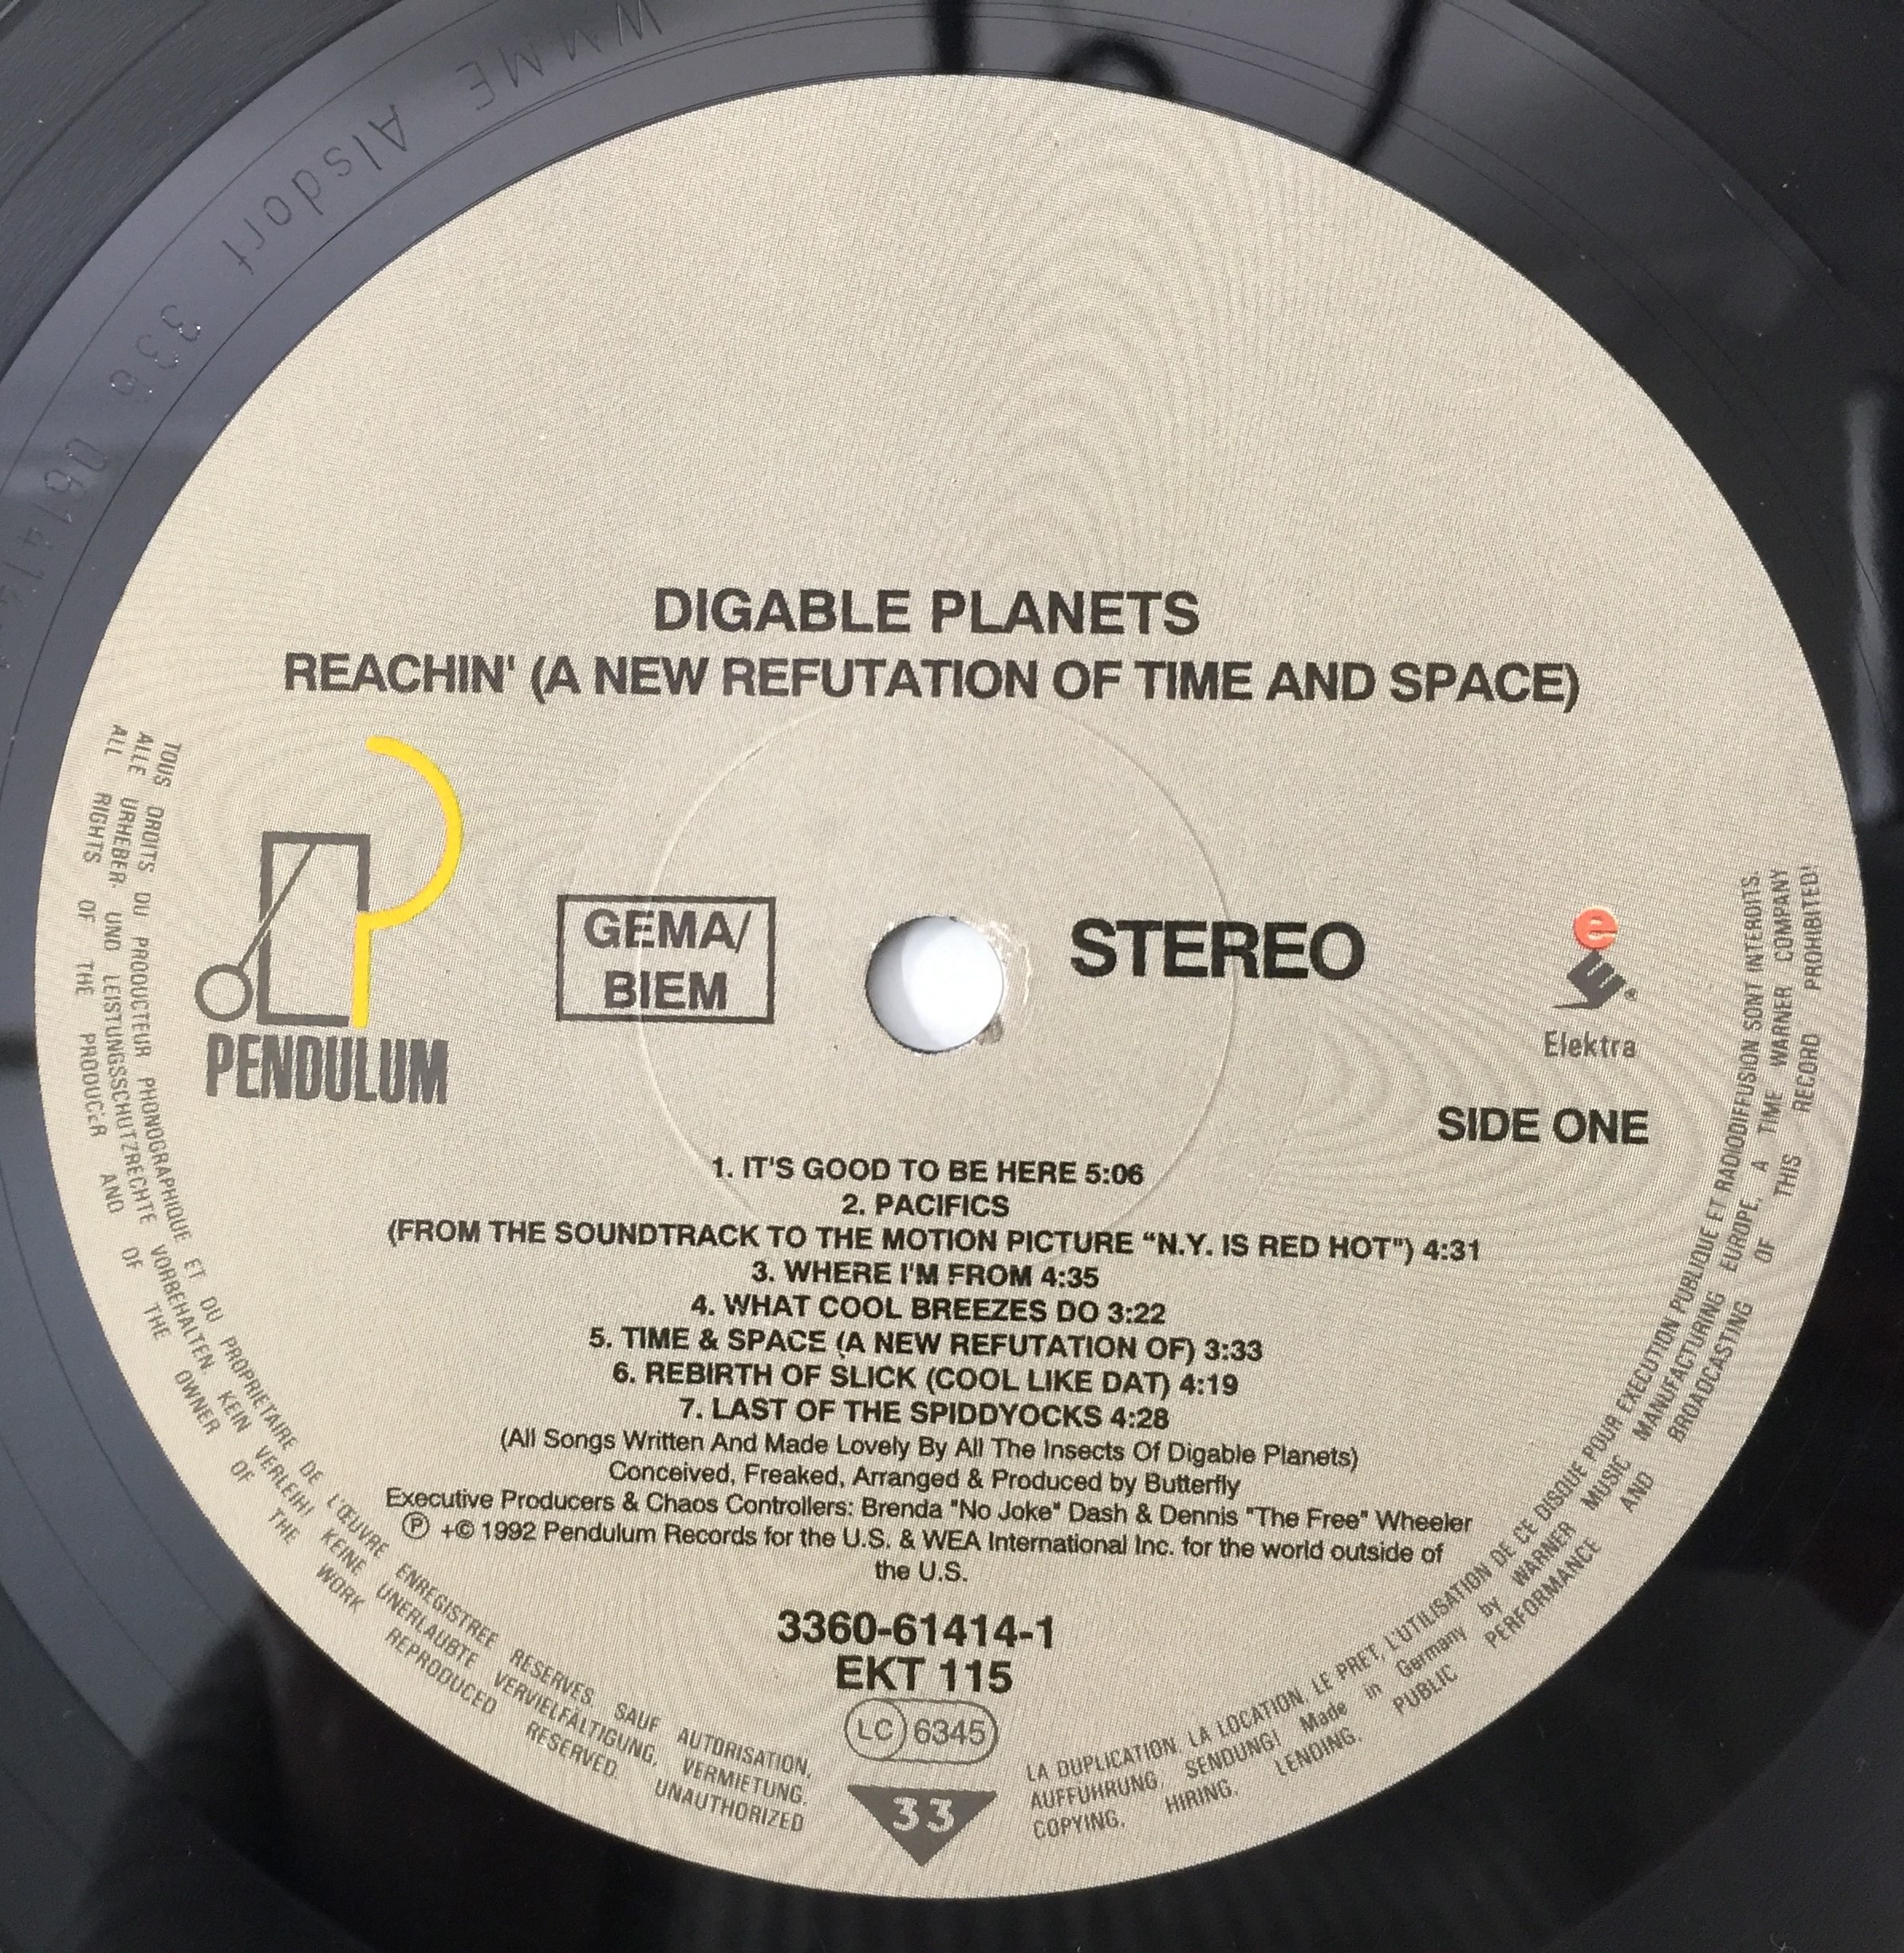 WMME Alsdorf 336
DIGABLE PLANETS
REACHIN' (A NEW REFUTATION OF TIME AND SPACE)
PENDULUM
GEMA/
BIEM
STEREO
e
E®
Elektra
SIDE ONE
1. IT'S GOOD TO BE HERE 5:06
2. PACIFICS
(FROM THE SOUNDTRACK TO THE MOTION PICTURE “N.Y. IS RED HOT") 4:31
3. WHERE I'M FROM 4:35
4. WHAT COOL BREEZES DO 3:22
5. TIME & SPACE (A NEW REFUTATION OF) 3:33
6. REBIRTH OF SLICK (COOL LIKE DAT) 4:19
7. LAST OF THE SPIDDYOCKS 4:28
(All Songs Written And Made Lovely By All The Insects Of Digable Planets)
Conceived, Freaked, Arranged & Produced by Butterfly
Executive Producers & Chaos Controllers: Brenda "No Joke" Dash & Dennis "The Free" Wheeler
Ⓟ +© 1992 Pendulum Records for the U.S. & WEA International Inc. for the world outside of
the U.S.
3360-61414-1
EKT 115
LC 6345
33
TOUS DROITS DU PRODUCTEUR PHONOGRAPHIQUE ET DU PROPRIETAIRE DE L'ŒUVRE ENREGISTREE RESERVES. SAUF AUTORISATION, LA DUPLICATION, LA LOCATION, LE PRET, L'UTILISATION DE CE DISQUE POUR EXECUTION PUBLIQUE ET RADIODIFFUSION SONT INTERDITS.
ALLE URHEBER- UND LEISTUNGSSCHUTZRECHTE VORBEHALTEN. KEIN VERLEIH! KEINE UNERLAUBTE VERVIELFÄLTIGUNG, VERMIETUNG, AUFFÜHRUNG, SENDUNG! Made in Germany by WARNER MUSIC MANUFACTURING EUROPE, A TIME WARNER COMPANY
ALL RIGHTS OF THE PRODUCER AND OF THE OWNER OF THE WORK REPRODUCED RESERVED. UNAUTHORIZED COPYING, HIRING, LENDING, PUBLIC PERFORMANCE AND BROADCASTING OF THIS RECORD PROHIBITED!